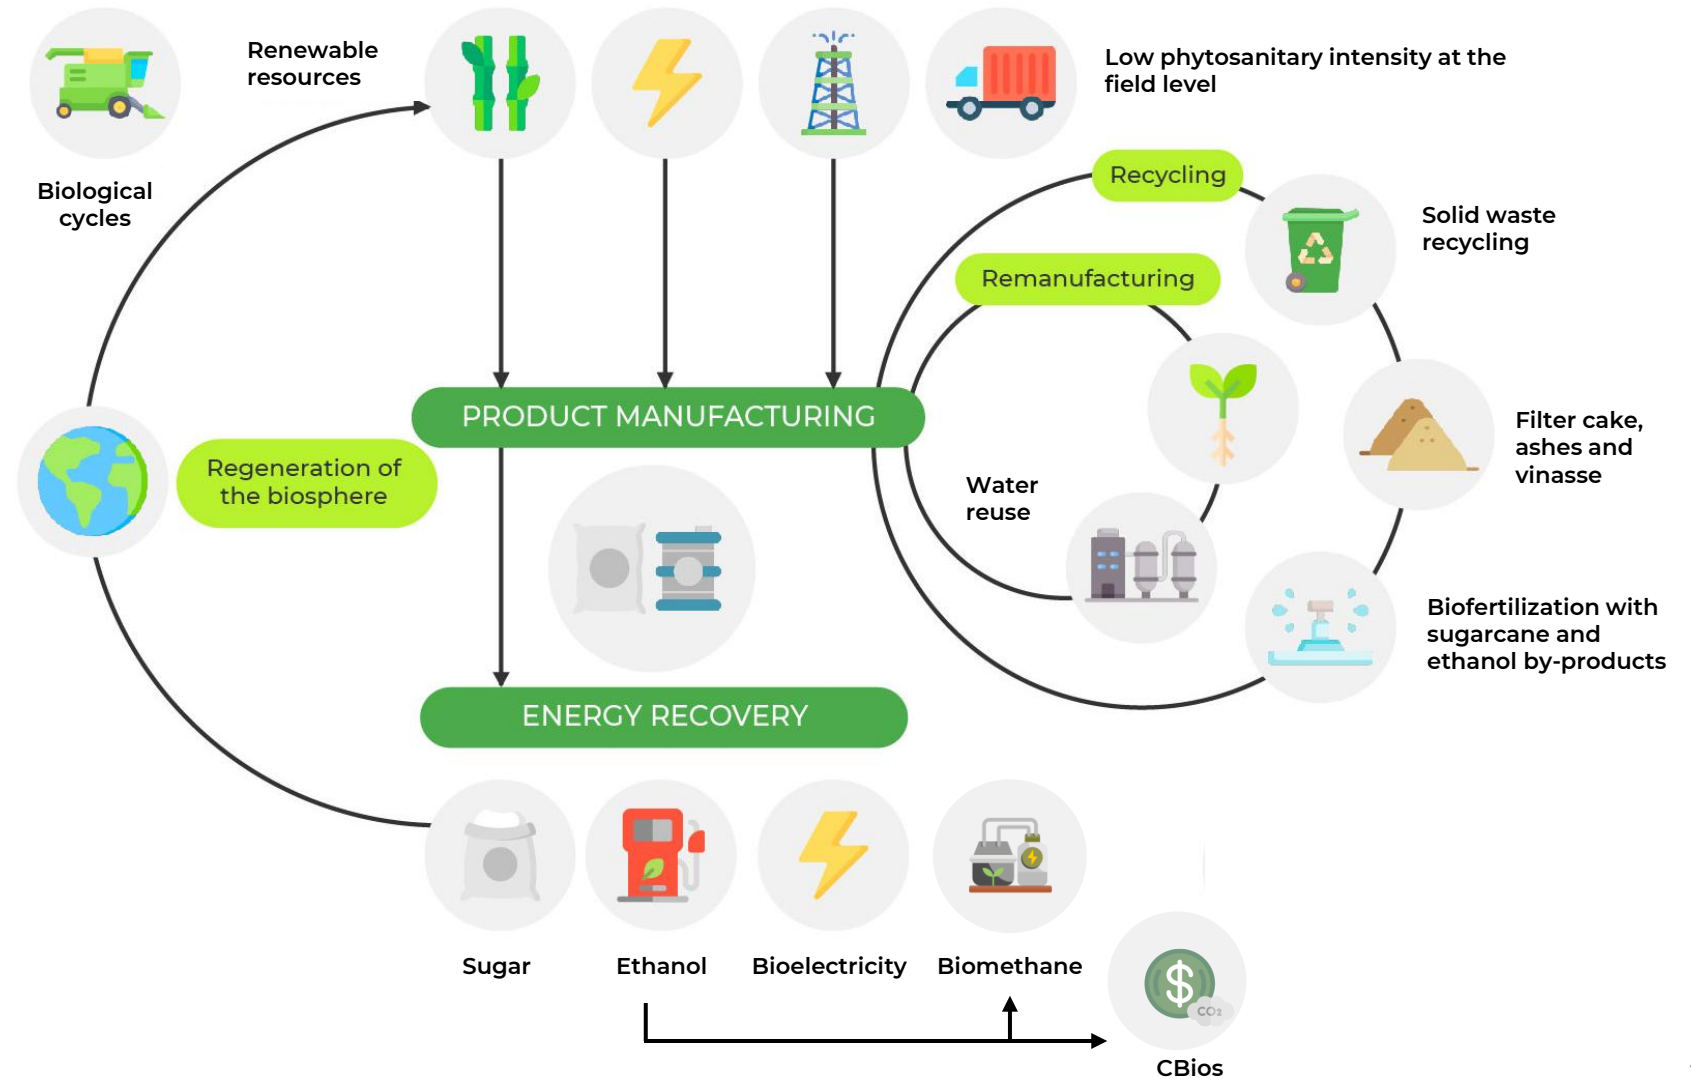 Renewable
resources
Low phytosanitary intensity at the
field level
Biological
cycles
Recycling
Solid waste
recycling
Remanufacturing
PRODUCT MANUFACTURING
Filter cake,
ashes and
vinasse
Regeneration of
the biosphere
Water
reuse
Biofertilization with
sugarcane and
ethanol by-products
ENERGY RECOVERY
Sugar
Ethanol
Bioelectricity
Biomethane
$
CO2
CBios